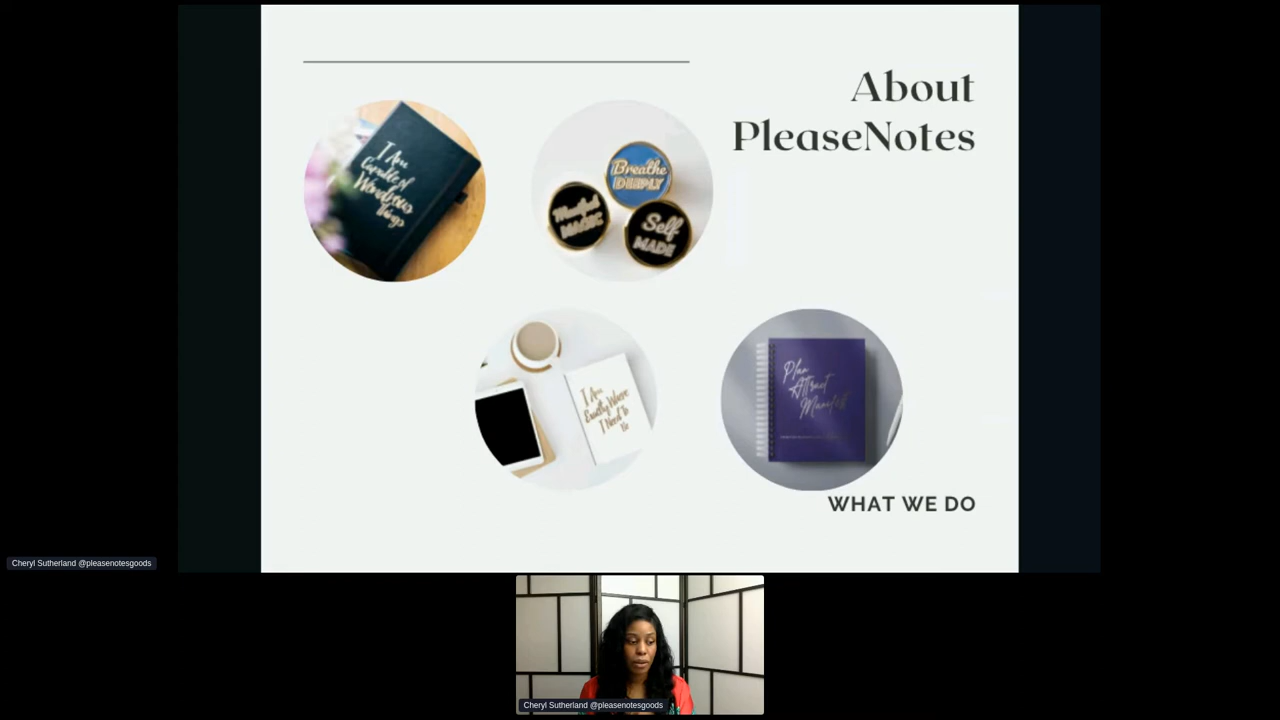 About
PleaseNotes
I Am
Capable of
Wondrous
Things
Breathe
DEEPLY
Mindful
MAGIC
Self
MADE
I Am
Exactly Where
I Need To
Be
Plan
Attract
Manifest
WHAT WE DO
Cheryl Sutherland @pleasenotesgoods
Cheryl Sutherland @pleasenotesgoods